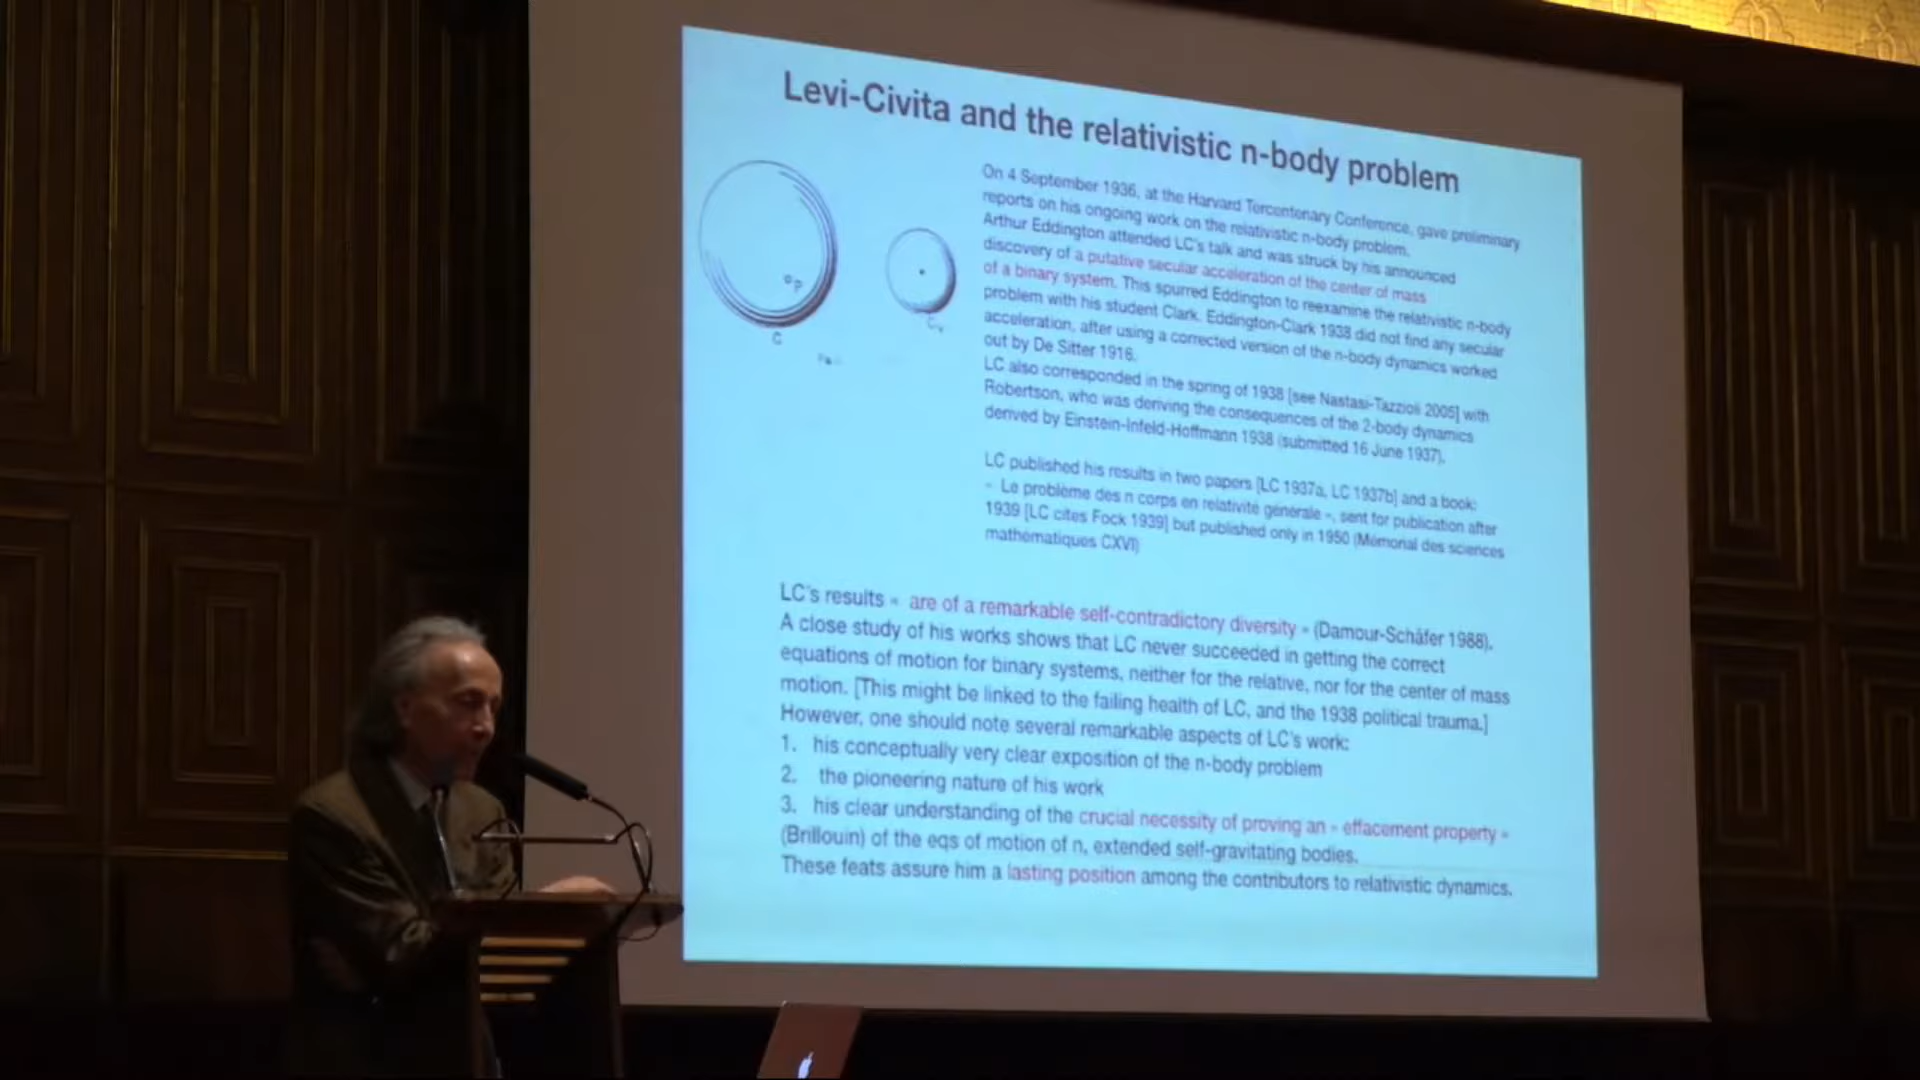 Levi-Civita and the relativistic n-body problem
On 4 September 1936, at the Harvard Tercentenary Conference, gave preliminary
reports on his ongoing work on the relativistic n-body problem.
Arthur Eddington attended LC's talk and was struck by his announced
discovery of a putative secular acceleration of the center of mass
of a binary system. This spurred Eddington to reexamine the relativistic n-body
problem with his student Clark. Eddington-Clark 1938 did not find any secular
acceleration, after using a corrected version of the n-body dynamics worked
out by De Sitter 1916.
LC also corresponded in the spring of 1938 [see Nastasi-Tazzioli 2005] with
Robertson, who was deriving the consequences of the 2-body dynamics
derived by Einstein-Infeld-Hoffmann 1938 (submitted 16 June 1937).
LC published his results in two papers [LC 1937a, LC 1937b] and a book:
« Le problème des n corps en relativité générale », sent for publication after
1939 [LC cites Fock 1939] but published only in 1950 (Mémorial des sciences
mathématiques CXVI)
P
C
LC's results « are of a remarkable self-contradictory diversity » (Damour-Schäfer 1988).
A close study of his works shows that LC never succeeded in getting the correct
equations of motion for binary systems, neither for the relative, nor for the center of mass
motion. [This might be linked to the failing health of LC, and the 1938 political trauma.]
However, one should note several remarkable aspects of LC's work:
1. his conceptually very clear exposition of the n-body problem
2. the pioneering nature of his work
3. his clear understanding of the crucial necessity of proving an « effacement property »
(Brillouin) of the eqs of motion of n, extended self-gravitating bodies.
These feats assure him a lasting position among the contributors to relativistic dynamics.